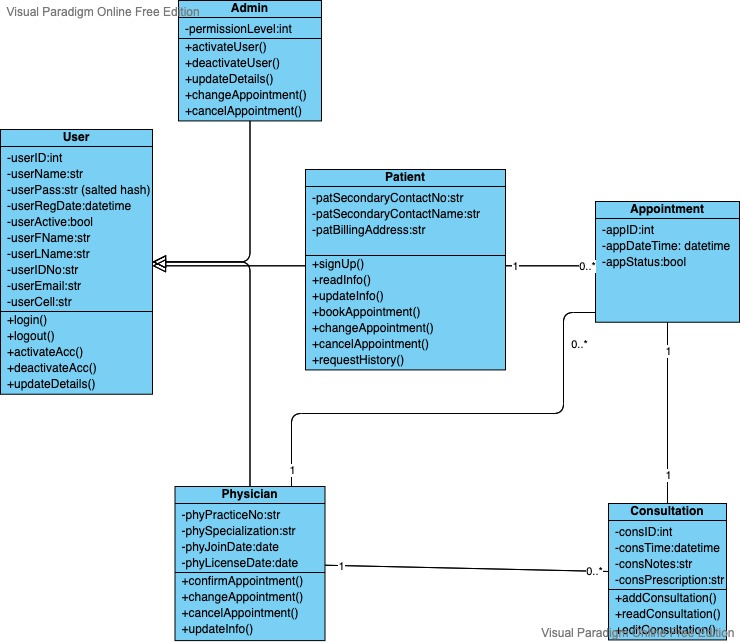 Visual Paradigm Online Free Edition
Admin
-permissionLevel:int
+activateUser()
+deactivateUser()
+updateDetails()
+changeAppointment()
+cancelAppointment()
User
-userID:int
-userName:str
-userPass:str (salted hash)
-userRegDate:datetime
-userActive:bool
-userFName:str
-userLName:str
-userIDNo:str
-userEmail:str
-userCell:str
+login()
+logout()
+activateAcc()
+deactivateAcc()
+updateDetails()
Patient
-patSecondaryContactNo:str
-patSecondaryContactName:str
-patBillingAddress:str
+signUp()
+readInfo()
+updateInfo()
+bookAppointment()
+changeAppointment()
+cancelAppointment()
+requestHistory()
1
0..*
Appointment
-appID:int
-appDateTime: datetime
-appStatus:bool
0..*
1
1
1
Physician
-phyPracticeNo:str
-phySpecialization:str
-phyJoinDate:date
-phyLicenseDate:date
+confirmAppointment()
+changeAppointment()
+cancelAppointment()
+updateInfo()
1
0..*
Consultation
-consID:int
-consTime:datetime
-consNotes:str
-consPrescription:str
+addConsultation()
+readConsultation()
+editConsultation()
Visual Paradigm Online Free Edition